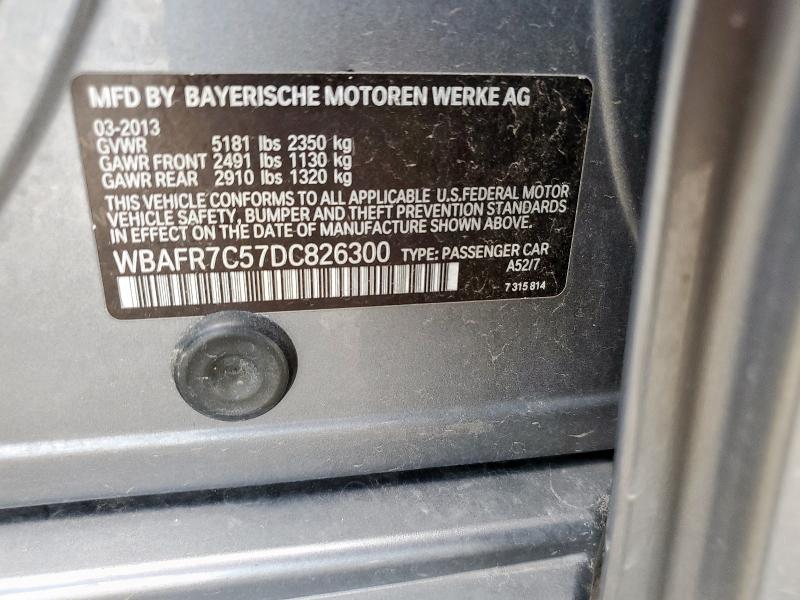 MFD BY BAYERISCHE MOTOREN WERKE AG
03-2013
GVWR 5181 lbs 2350 kg
GAWR FRONT 2491 lbs 1130 kg
GAWR REAR 2910 lbs 1320 kg
THIS VEHICLE CONFORMS TO ALL APPLICABLE U.S.FEDERAL MOTOR
VEHICLE SAFETY, BUMPER AND THEFT PREVENTION STANDARDS
IN EFFECT ON THE DATE OF MANUFACTURE SHOWN ABOVE.
WBAFR7C57DC826300 TYPE: PASSENGER CAR
A52/7
7 315 814